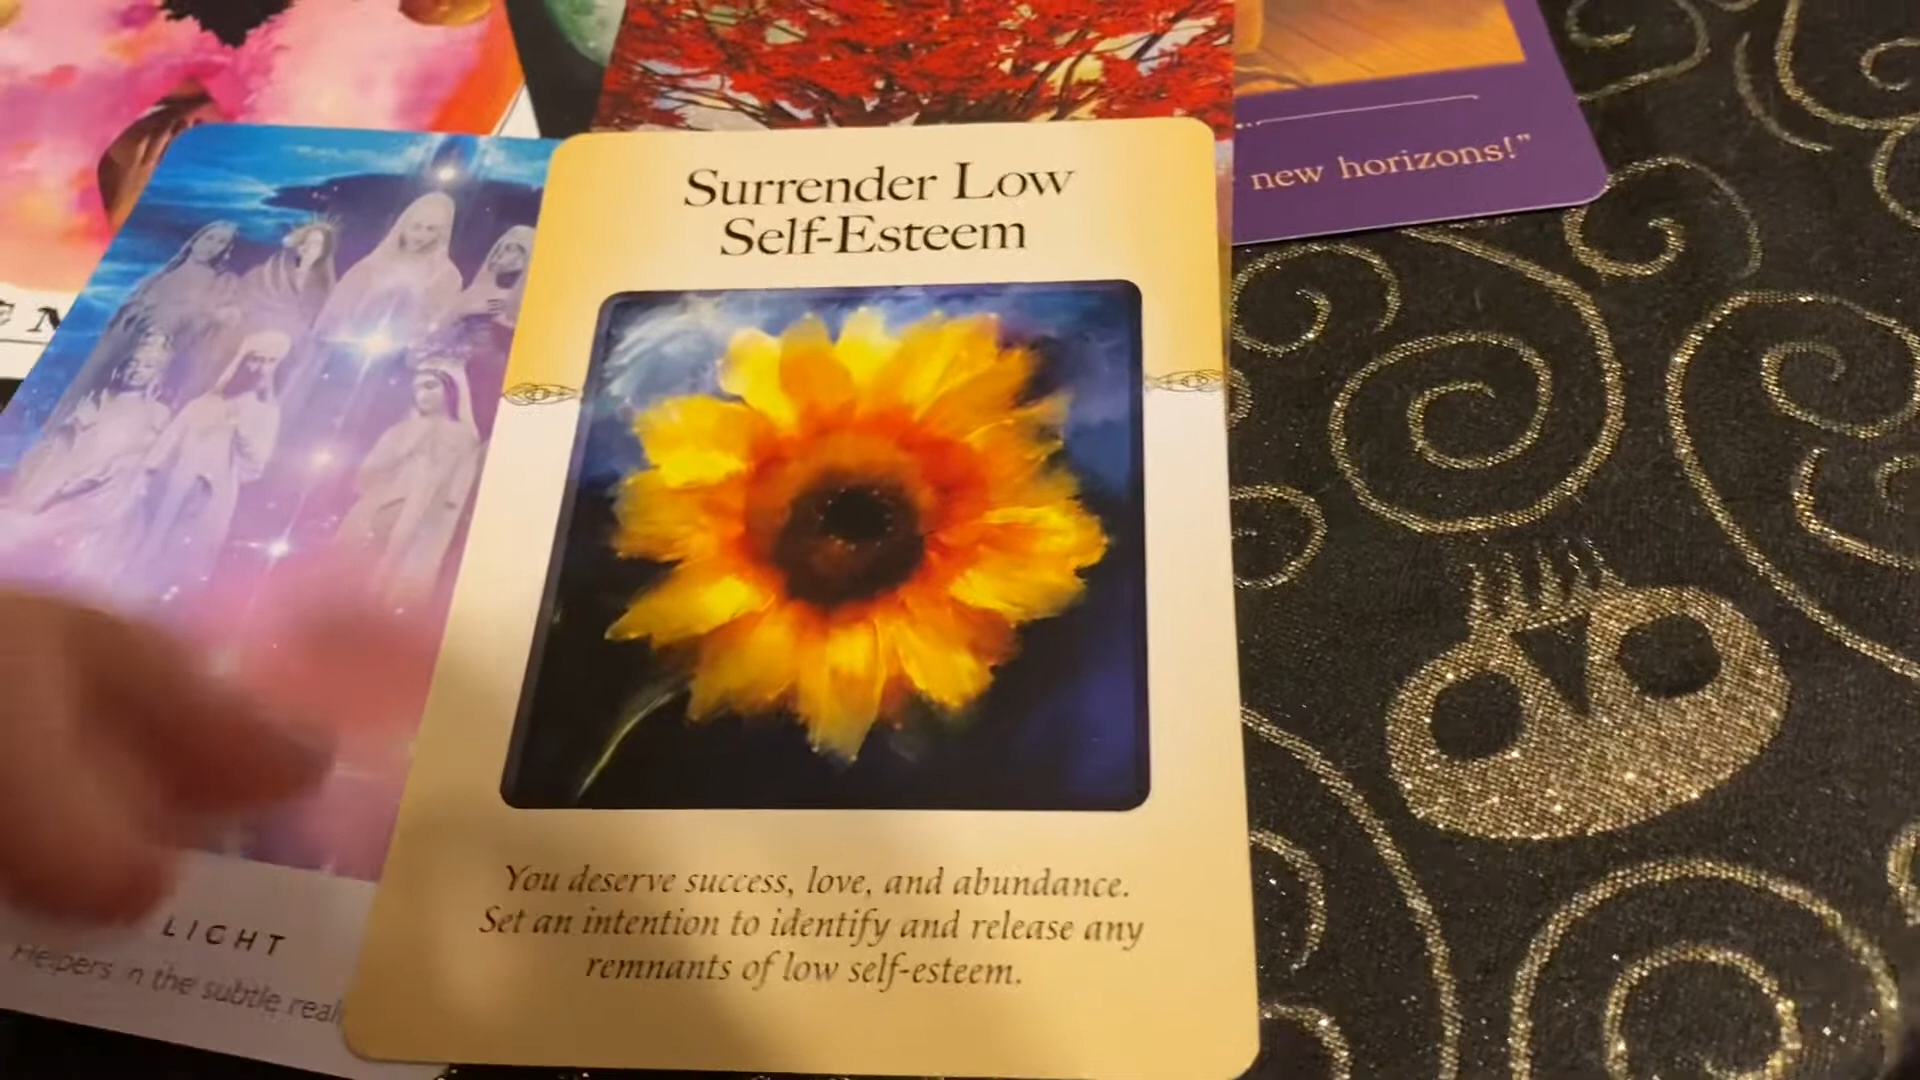 new horizons!”
Surrender Low
Self-Esteem
You deserve success, love, and abundance.
Set an intention to identify and release any
remnants of low self-esteem.
LIGHT
Helpers in the subtle